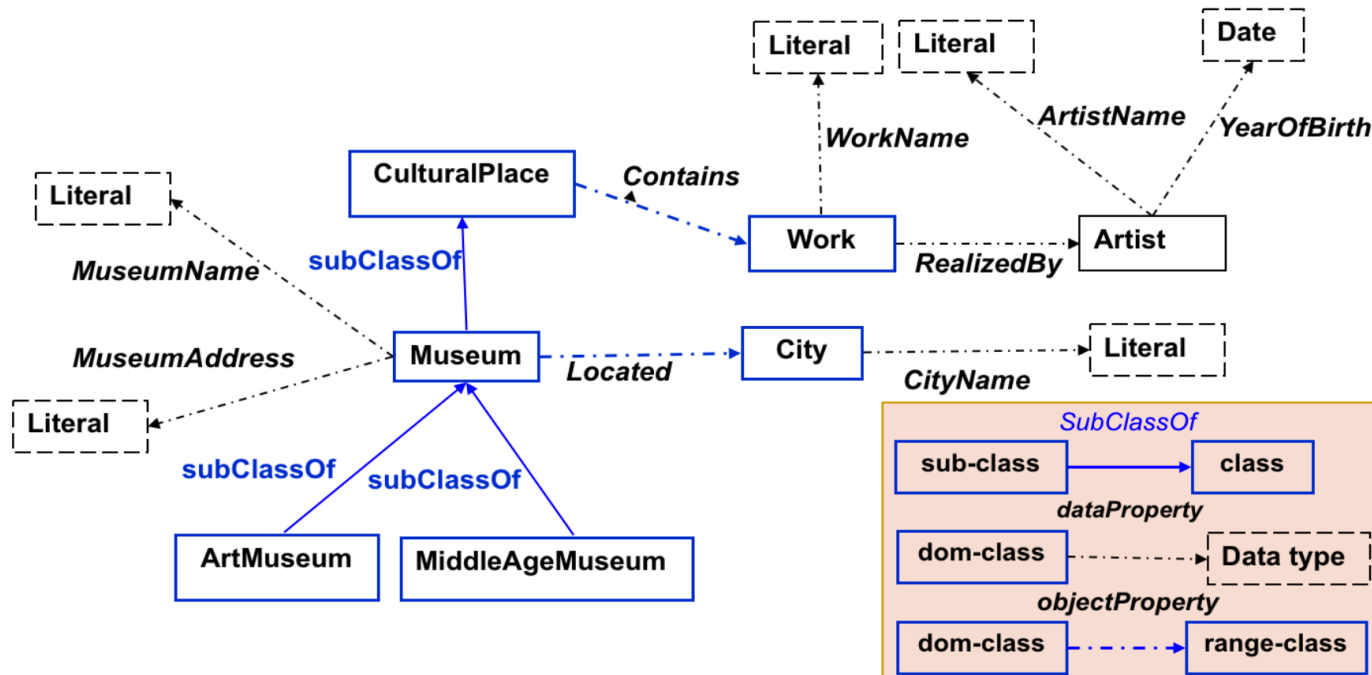 Literal
Literal
Date
ArtistName
YearOfBirth
WorkName
CulturalPlace
Contains
Literal
Work
Artist
RealizedBy
subClassOf
MuseumName
Museum
City
Literal
MuseumAddress
Located
CityName
Literal
SubClassOf
sub-class
class
subClassOf
subClassOf
dataProperty
dom-class
Data type
ArtMuseum
MiddleAgeMuseum
objectProperty
dom-class
range-class